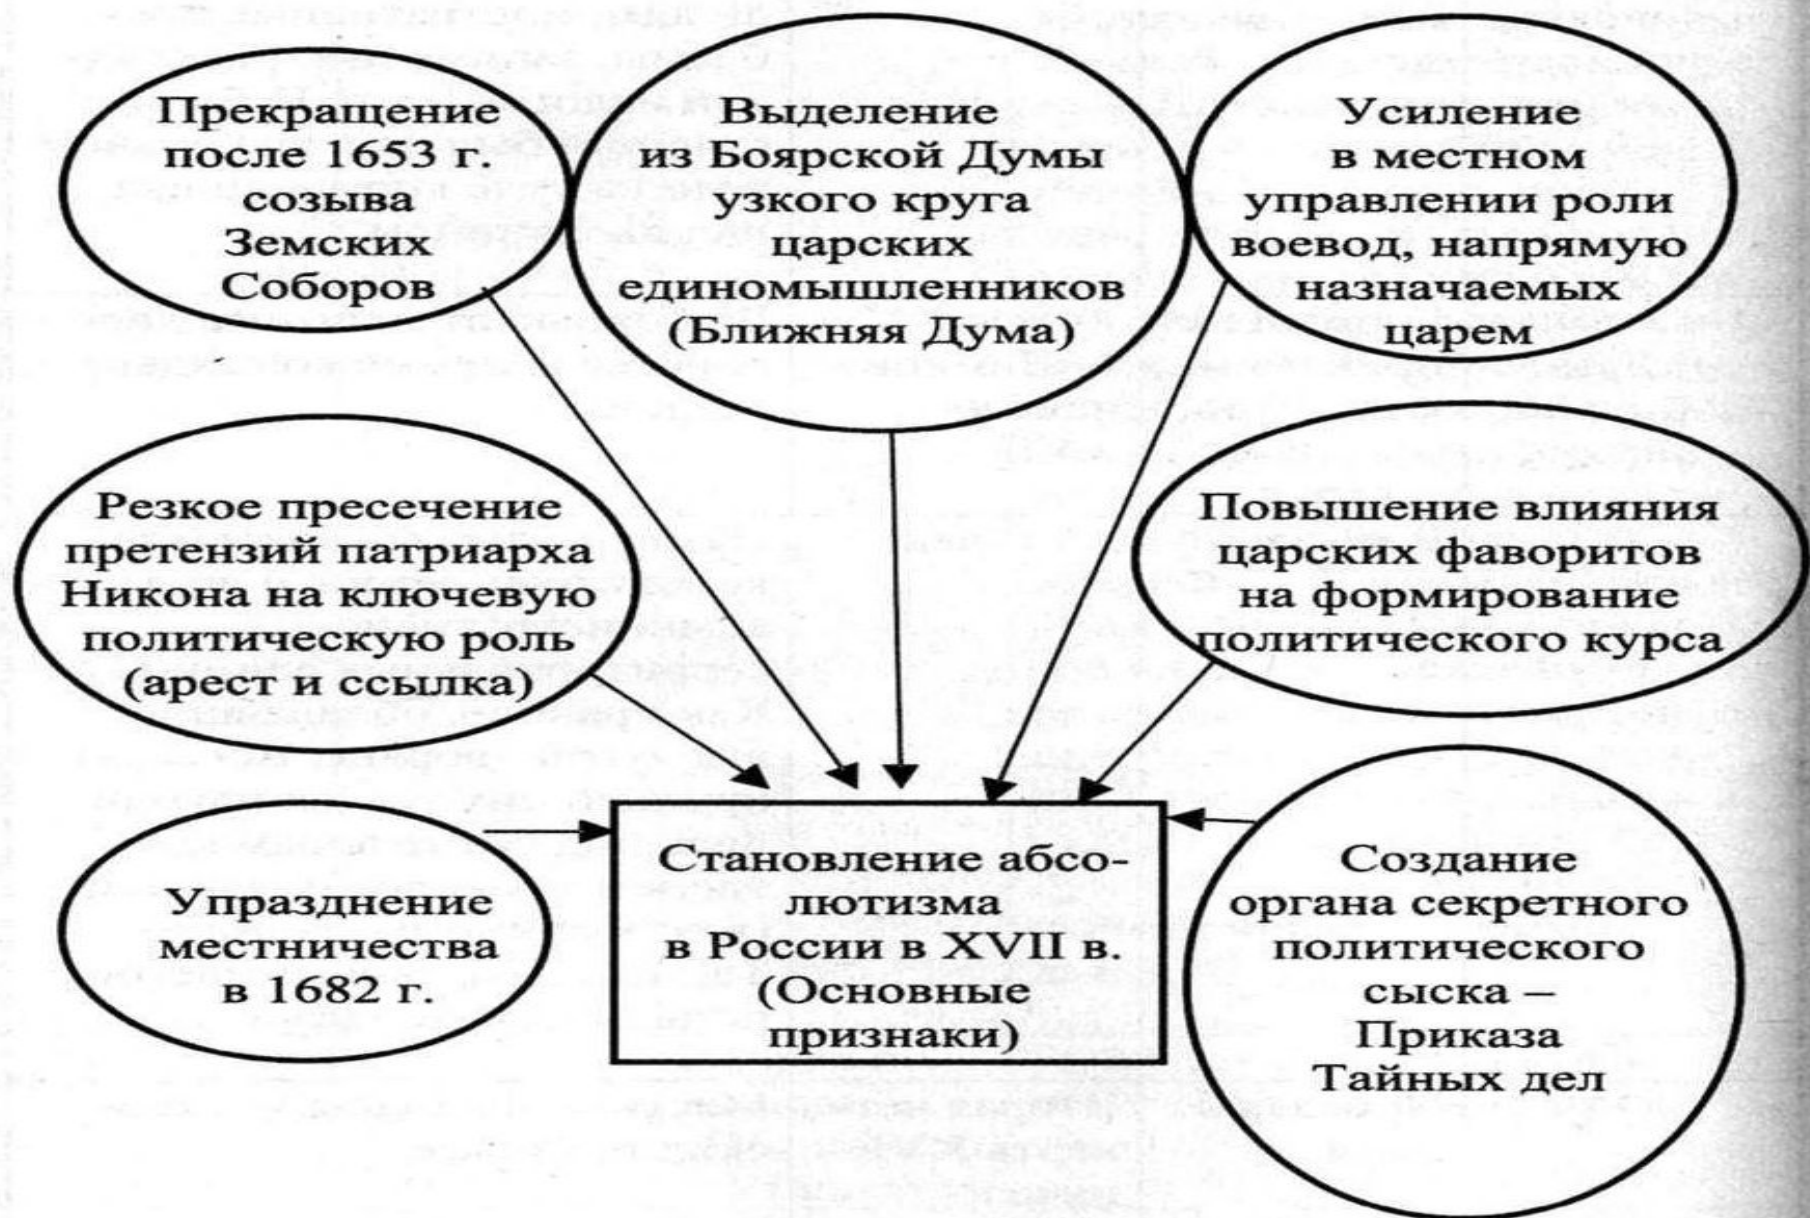 Прекращение
после 1653 г.
созыва
Земских
Соборов
Выделение
из Боярской Думы
узкого круга
царских
единомышленников
(Ближняя Дума)
Усиление
в местном
управлении роли
воевод, напрямую
назначаемых
царем
Резкое пресечение
претензий патриарха
Никона на ключевую
политическую роль
(арест и ссылка)
Повышение влияния
царских фаворитов
на формирование
политического курса
Упразднение
местничества
в 1682 г.
Становление абсо-
лютизма
в России в XVII в.
(Основные
признаки)
Создание
органа секретного
политического
сыска –
Приказа
Тайных дел